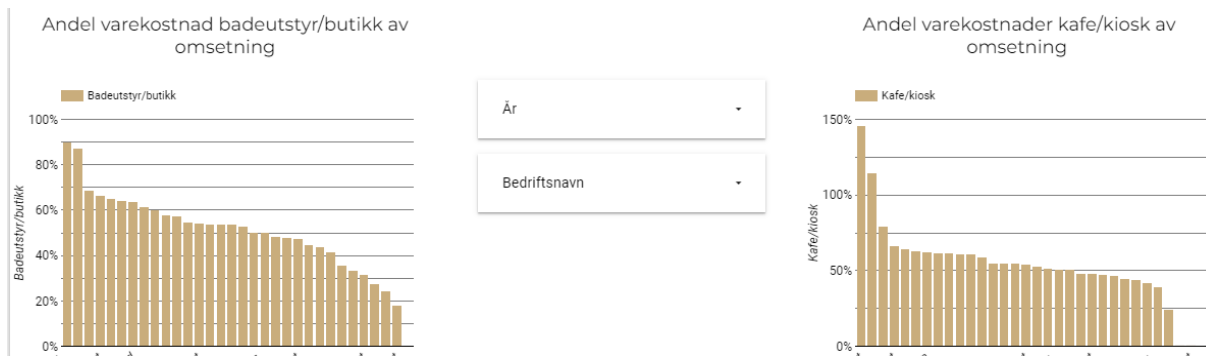 Andel varekostnad badeutstyr/butikk av
omsetning
Badeutstyr/butikk
100%
80%
60%
40%
20%
0%
Badeutstyr/butikk
År
Bedriftsnavn
Andel varekostnader kafe/kiosk av
omsetning
Kafe/kiosk
150%
100%
50%
0%
Kafe/kiosk